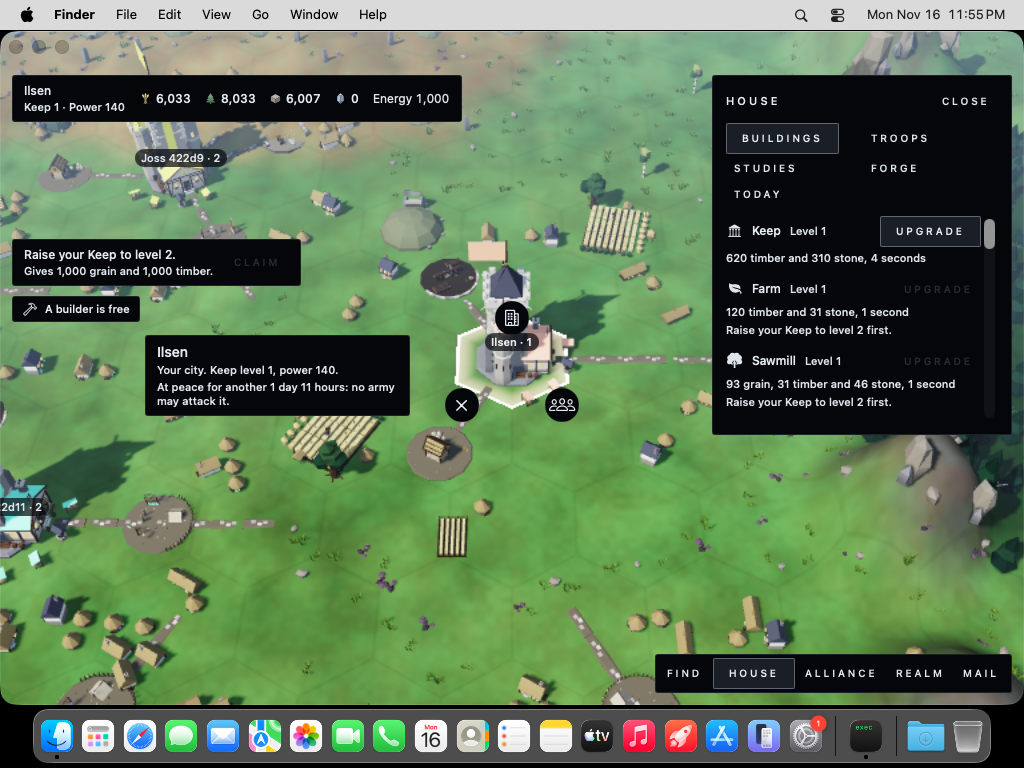 Finder File Edit View Go Window Help Mon Nov 16 11:55 PM
Ilsen
Keep 1 · Power 140
6,033 8,033 6,007 0 Energy 1,000
Joss 422d9 · 2
Raise your Keep to level 2.
Gives 1,000 grain and 1,000 timber.
CLAIM
A builder is free
Ilsen · 1
Ilsen
Your city. Keep level 1, power 140.
At peace for another 1 day 11 hours: no army
may attack it.
2d11 · 2
HOUSE CLOSE
BUILDINGS TROOPS
STUDIES FORGE
TODAY
Keep Level 1 UPGRADE
620 timber and 310 stone, 4 seconds
Farm Level 1 UPGRADE
120 timber and 31 stone, 1 second
Raise your Keep to level 2 first.
Sawmill Level 1 UPGRADE
93 grain, 31 timber and 46 stone, 1 second
Raise your Keep to level 2 first.
FIND HOUSE ALLIANCE REALM MAIL
Mon
16
tv
1
exec